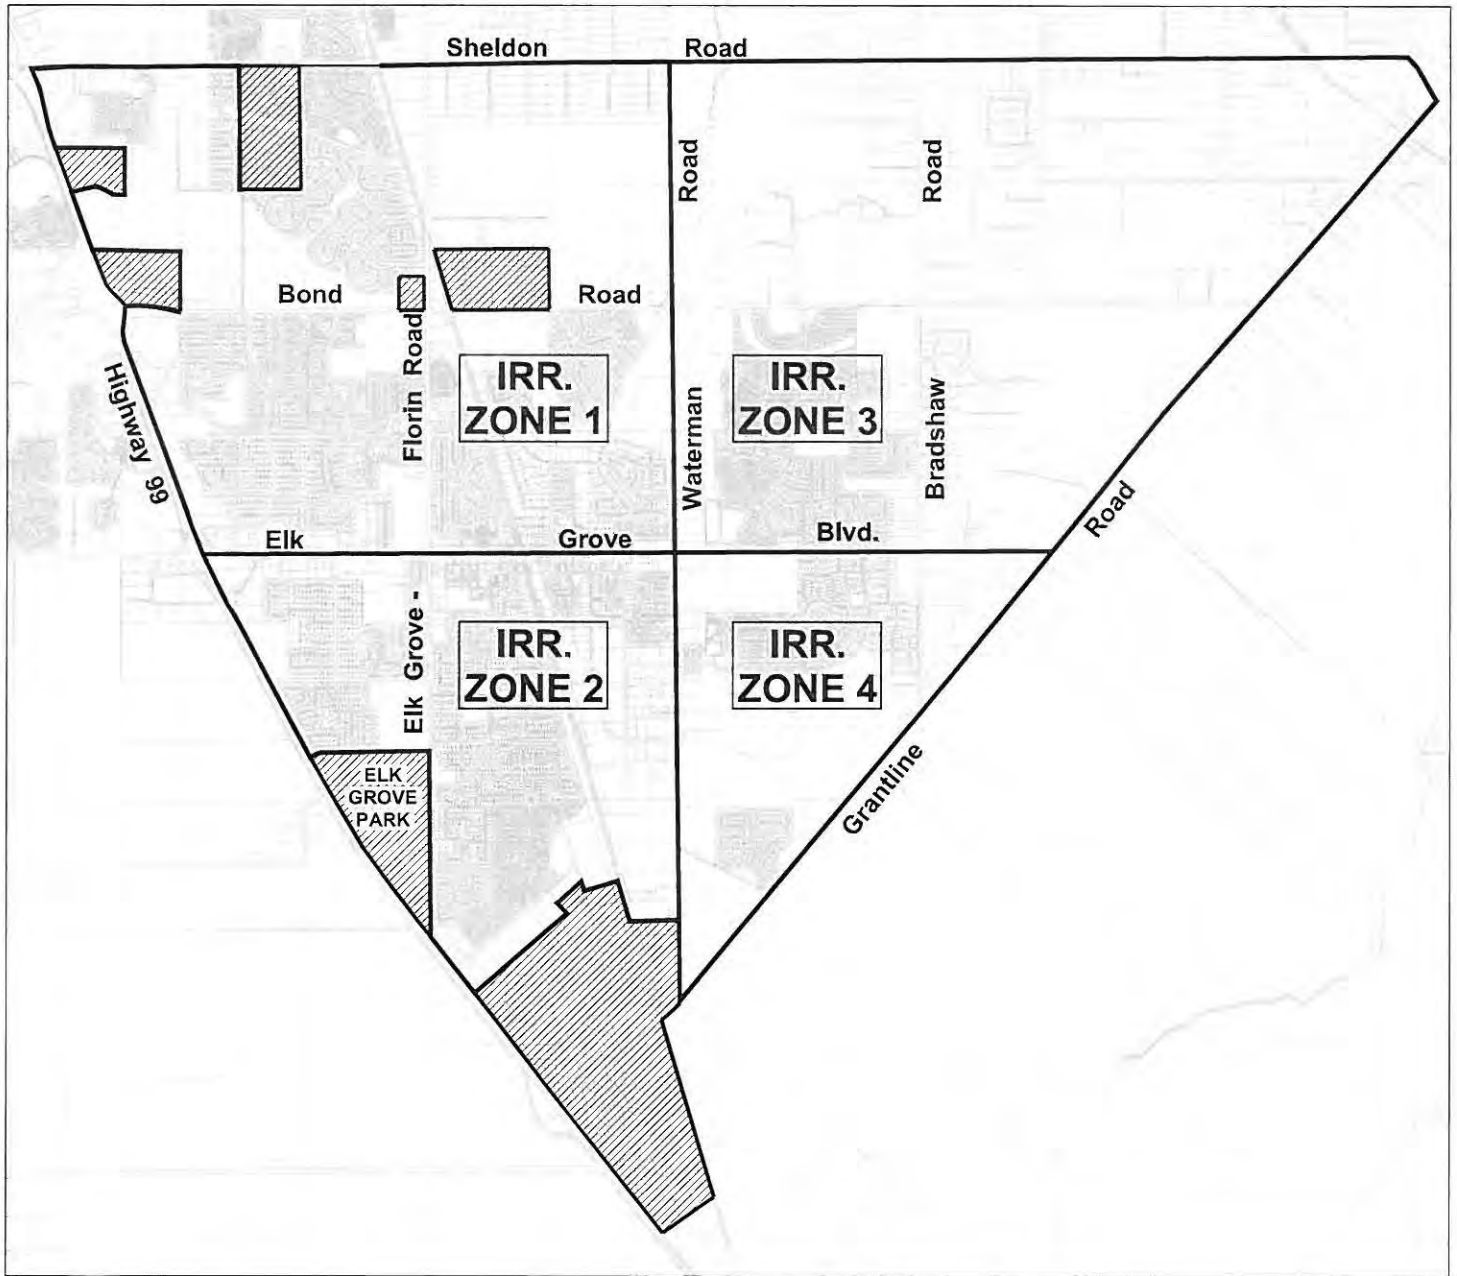 Sheldon Road
Road
Road
Bond Road
Florin Road
IRR.
ZONE 1
IRR.
ZONE 3
Highway 99
Waterman
Bradshaw
Road
Elk Grove Blvd.
Elk Grove -
IRR.
ZONE 2
IRR.
ZONE 4
ELK
GROVE
PARK
Grantline